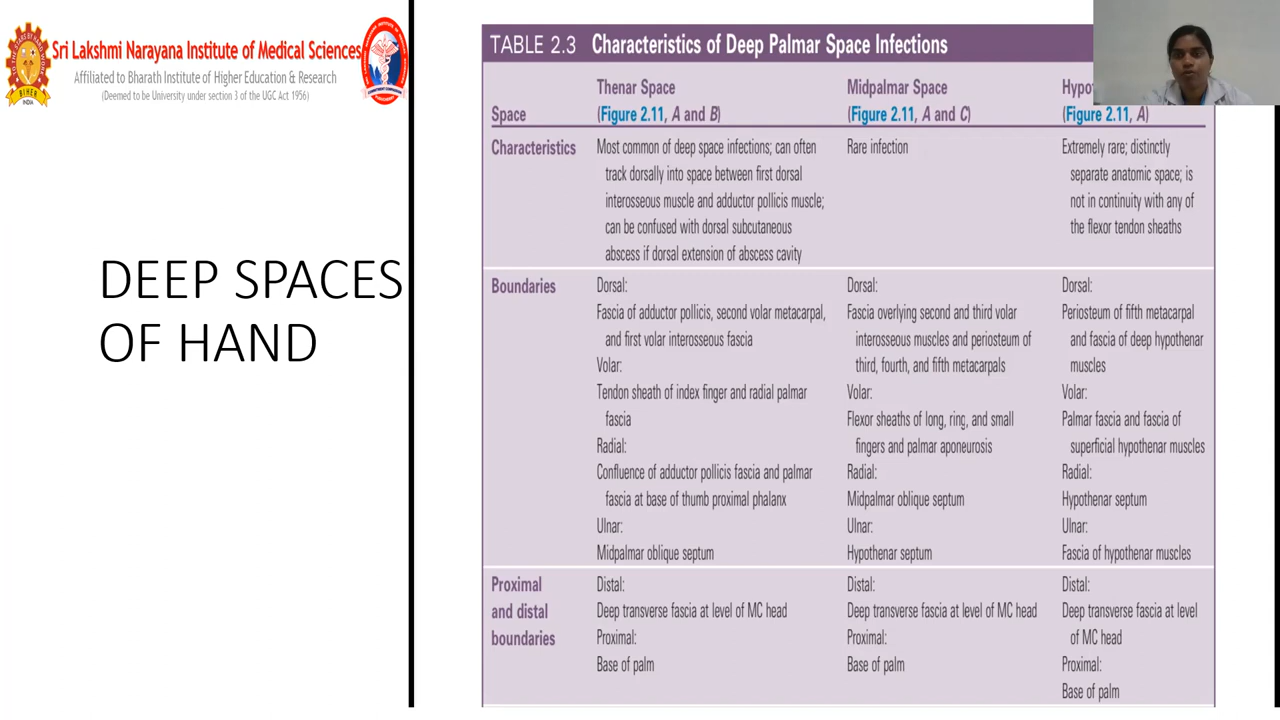 Sri Lakshmi Narayana Institute of Medical Sciences
Affiliated to Bharath Institute of Higher Education & Research
(Deemed to be University under section 3 of the UGC Act 1956)
BIHER
INDIA
DEEP SPACES
OF HAND
TABLE 2.3 Characteristics of Deep Palmar Space Infections
Space
Thenar Space
(Figure 2.11, A and B)
Midpalmar Space
(Figure 2.11, A and C)
(Figure 2.11, A)
Characteristics
Most common of deep space infections; can often
track dorsally into space between first dorsal
interosseous muscle and adductor pollicis muscle;
can be confused with dorsal subcutaneous
abscess if dorsal extension of abscess cavity
Rare infection
Extremely rare; distinctly
separate anatomic space; is
not in continuity with any of
the flexor tendon sheaths
Boundaries
Dorsal:
Fascia of adductor pollicis, second volar metacarpal,
and first volar interosseous fascia
Volar:
Tendon sheath of index finger and radial palmar
fascia
Radial:
Confluence of adductor pollicis fascia and palmar
fascia at base of thumb proximal phalanx
Ulnar:
Midpalmar oblique septum
Dorsal:
Fascia overlying second and third volar
interosseous muscles and periosteum of
third, fourth, and fifth metacarpals
Volar:
Flexor sheaths of long, ring, and small
fingers and palmar aponeurosis
Radial:
Midpalmar oblique septum
Ulnar:
Hypothenar septum
Dorsal:
Periosteum of fifth metacarpal
and fascia of deep hypothenar
muscles
Volar:
Palmar fascia and fascia of
superficial hypothenar muscles
Radial:
Hypothenar septum
Ulnar:
Fascia of hypothenar muscles
Proximal
and distal
boundaries
Distal:
Deep transverse fascia at level of MC head
Proximal:
Base of palm
Distal:
Deep transverse fascia at level of MC head
Proximal:
Base of palm
Distal:
Deep transverse fascia at level
of MC head
Proximal:
Base of palm